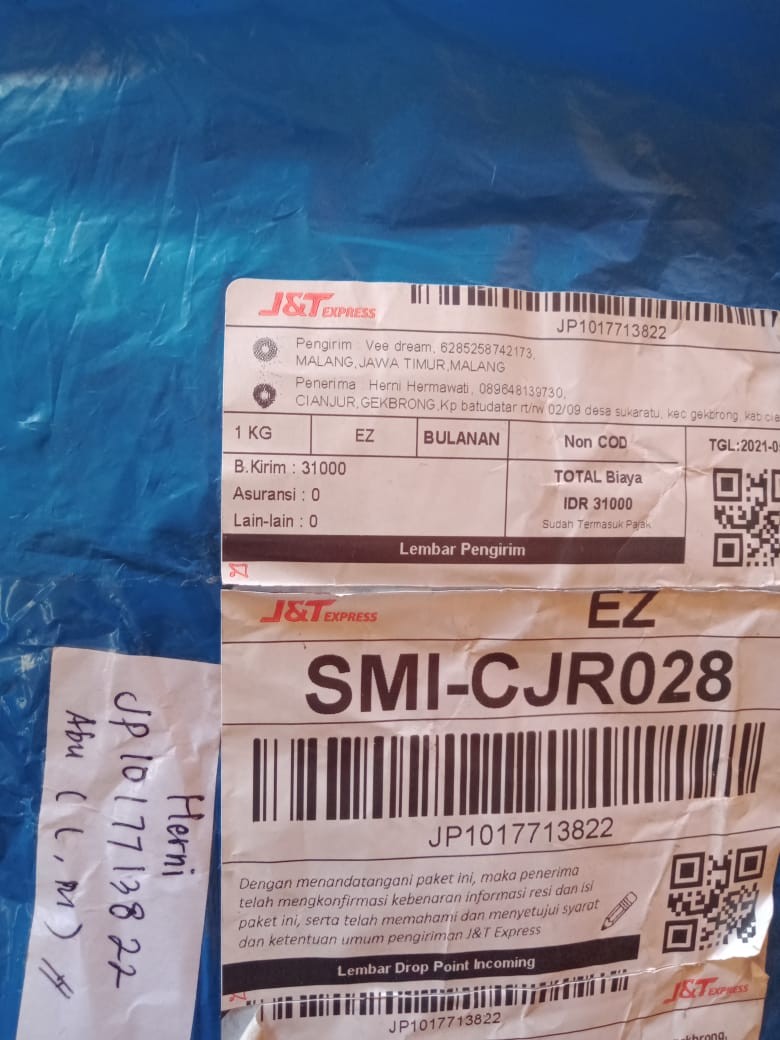 J&T EXPRESS
JP1017713822
Pengirim : Vee dream, 6285258742173,
MALANG,JAWA TIMUR,MALANG
Penerima : Herni Hermawati, 089648139730,
CIANJUR,GEKBRONG,Kp batudatar rt/rw 02/09 desa sukaratu, kec gekbrong, kab cia
1 KG EZ BULANAN Non COD TGL:2021-0
B.Kirim : 31000
Asuransi : 0
Lain-lain : 0
TOTAL Biaya
IDR 31000
Sudah Termasuk Pajak
Lembar Pengirim
J&T EXPRESS
EZ
SMI-CJR028
JP1017713822
Dengan menandatangani paket ini, maka penerima
telah mengkonfirmasi kebenaran informasi resi dan isi
paket ini, serta telah memahami dan menyetujui syarat
dan ketentuan umum pengiriman J&T Express
Lembar Drop Point Incoming
J&T EXPRESS
JP1017713822
ekbrong,
Herni
JP1017713822
Abu ( L, M ) //